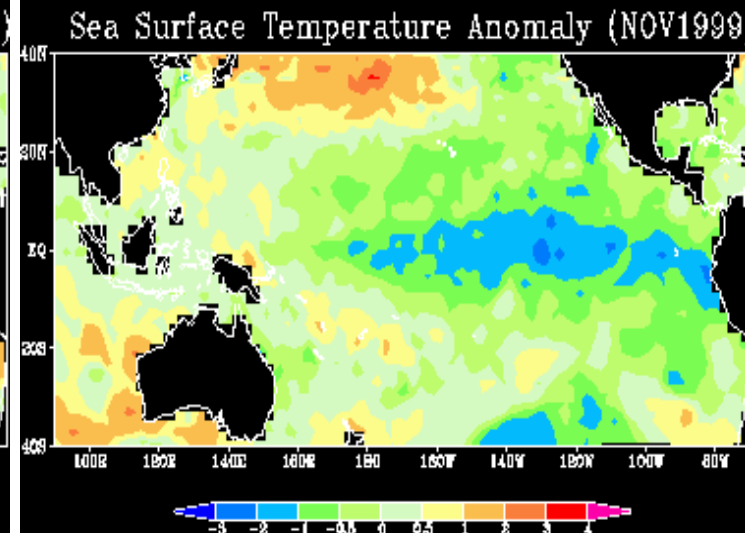 ) Sea Surface Temperature Anomaly (NOV1999
40N
20N
EQ
20S
40S
100E 120E 140E 160E 180 160W 140W 120W 100W 80W
-3 -2 -1 -0.5 0 0.5 1 2 3 4